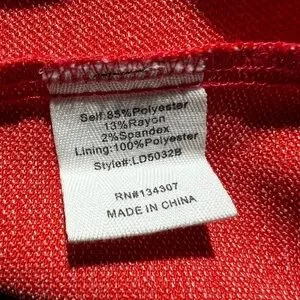 Self:85%Polyester
13%Rayon
2%Spandex
Lining:100%Polyester
Style#:LD5032B
RN#134307
MADE IN CHINA